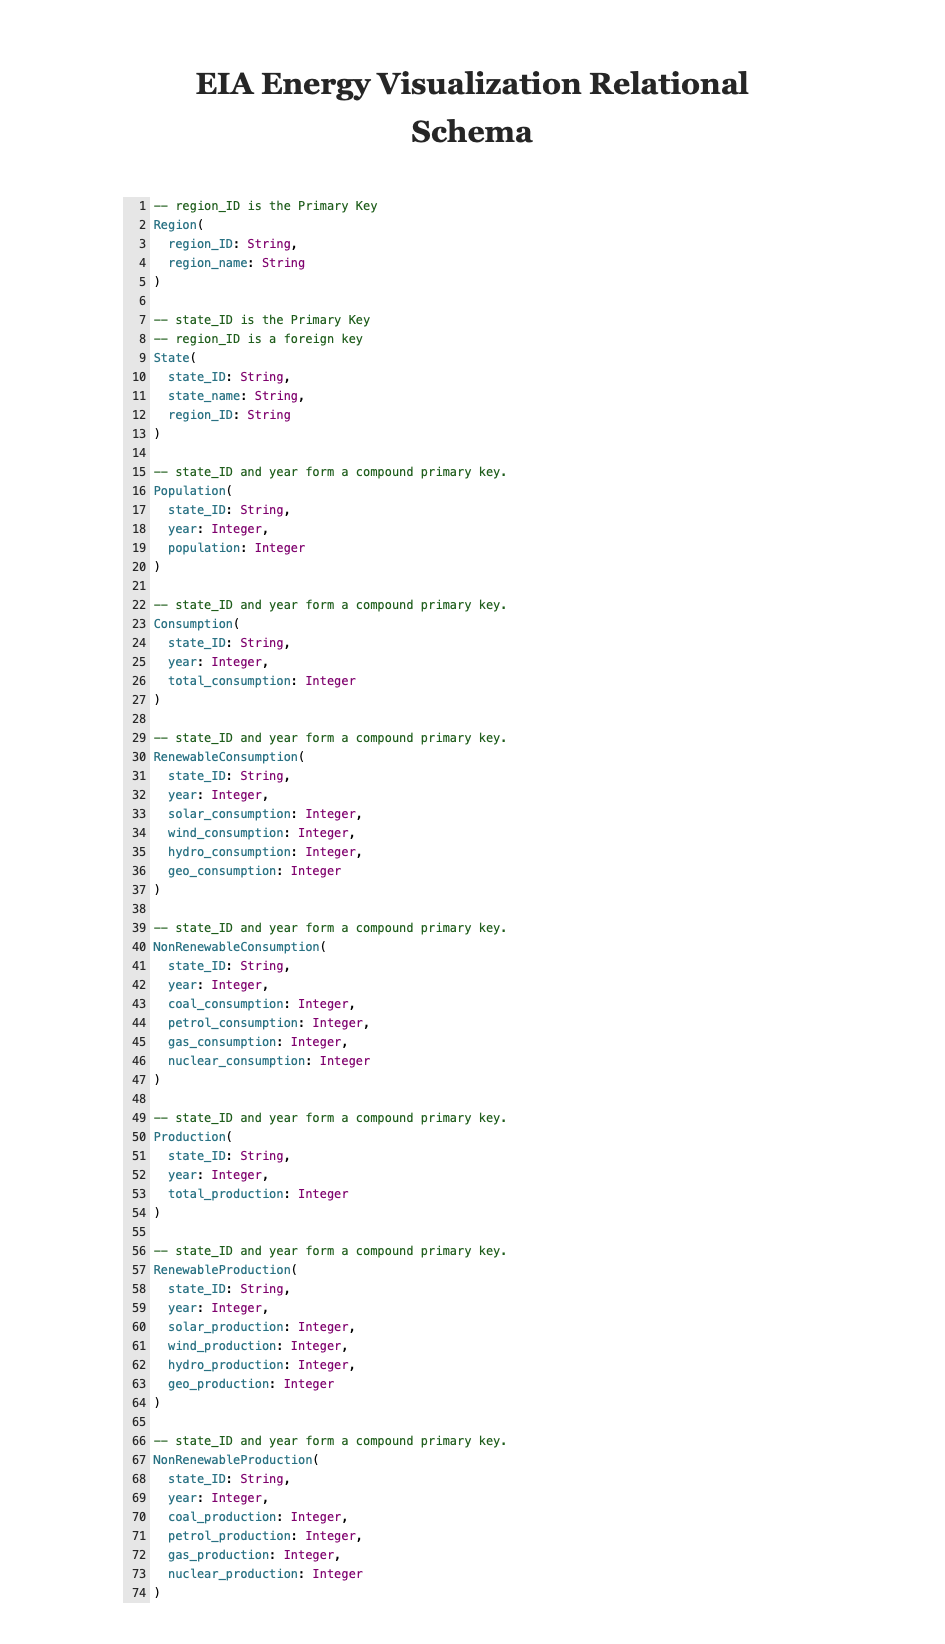 EIA Energy Visualization Relational
Schema
1 -- region_ID is the Primary Key
2 Region(
3   region_ID: String,
4   region_name: String
5 )
6
7 -- state_ID is the Primary Key
8 -- region_ID is a foreign key
9 State(
10   state_ID: String,
11   state_name: String,
12   region_ID: String
13 )
14
15 -- state_ID and year form a compound primary key.
16 Population(
17   state_ID: String,
18   year: Integer,
19   population: Integer
20 )
21
22 -- state_ID and year form a compound primary key.
23 Consumption(
24   state_ID: String,
25   year: Integer,
26   total_consumption: Integer
27 )
28
29 -- state_ID and year form a compound primary key.
30 RenewableConsumption(
31   state_ID: String,
32   year: Integer,
33   solar_consumption: Integer,
34   wind_consumption: Integer,
35   hydro_consumption: Integer,
36   geo_consumption: Integer
37 )
38
39 -- state_ID and year form a compound primary key.
40 NonRenewableConsumption(
41   state_ID: String,
42   year: Integer,
43   coal_consumption: Integer,
44   petrol_consumption: Integer,
45   gas_consumption: Integer,
46   nuclear_consumption: Integer
47 )
48
49 -- state_ID and year form a compound primary key.
50 Production(
51   state_ID: String,
52   year: Integer,
53   total_production: Integer
54 )
55
56 -- state_ID and year form a compound primary key.
57 RenewableProduction(
58   state_ID: String,
59   year: Integer,
60   solar_production: Integer,
61   wind_production: Integer,
62   hydro_production: Integer,
63   geo_production: Integer
64 )
65
66 -- state_ID and year form a compound primary key.
67 NonRenewableProduction(
68   state_ID: String,
69   year: Integer,
70   coal_production: Integer,
71   petrol_production: Integer,
72   gas_production: Integer,
73   nuclear_production: Integer
74 )